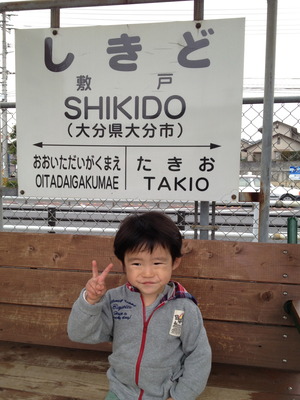 しきど
敷戸
SHIKIDO
(大分県大分市)
おおいただいがくまえ たきお
OITADAIGAKUMAE TAKIO